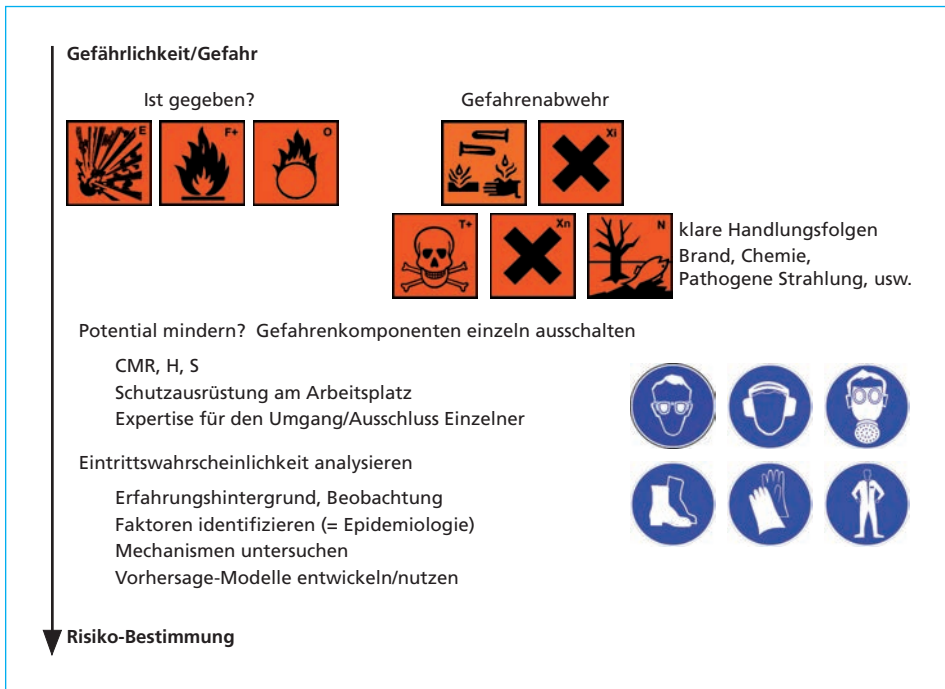 Gefährlichkeit/Gefahr
Ist gegeben?
Gefahrenabwehr
E
F+
O
Xi
T+
Xn
N
klare Handlungsfolgen
Brand, Chemie,
Pathogene Strahlung, usw.
Potential mindern? Gefahrenkomponenten einzeln ausschalten
CMR, H, S
Schutzausrüstung am Arbeitsplatz
Expertise für den Umgang/Ausschluss Einzelner
Eintrittswahrscheinlichkeit analysieren
Erfahrungshintergrund, Beobachtung
Faktoren identifizieren (= Epidemiologie)
Mechanismen untersuchen
Vorhersage-Modelle entwickeln/nutzen
Risiko-Bestimmung